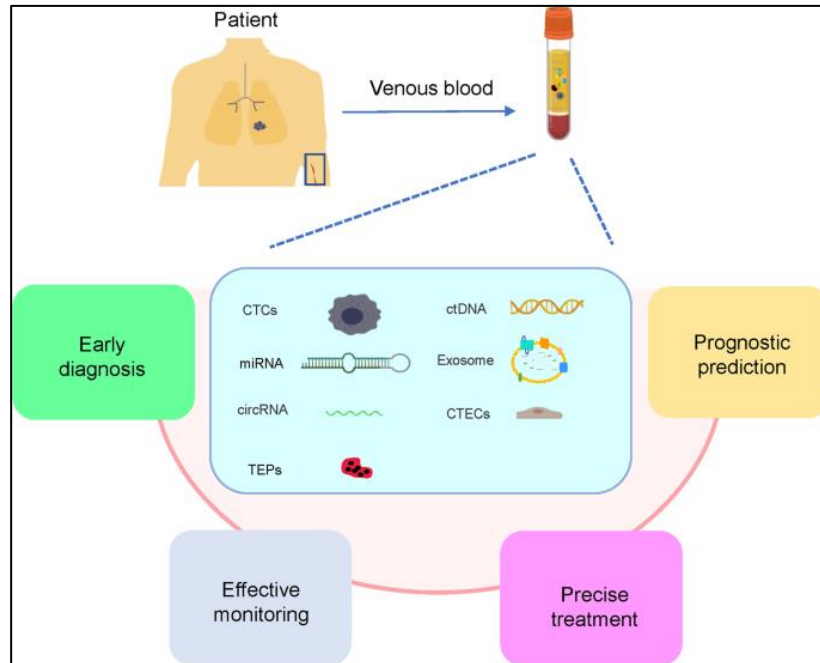 Patient
Venous blood
CTCs
ctDNA
miRNA
Exosome
circRNA
CTECs
TEPs
Early
diagnosis
Prognostic
prediction
Effective
monitoring
Precise
treatment